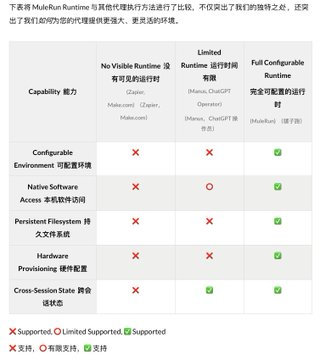 下表将 MuleRun Runtime 与其他代理执行方法进行了比较，不仅突出了我们的独特之处，还突
出了我们如何为您的代理提供更强大、更灵活的环境。
Capability 能力
No Visible Runtime 没
有可见的运行时
(Zapier,
Make.com) （Zapier，
Make.com）
Limited
Runtime 运行时间
有限
(Manus, ChatGPT
Operator)
(Manus，ChatGPT 操
作员)
Full Configurable
Runtime
完全可配置的运行
时
(MuleRun) （骡子跑）
Configurable
Environment 可配置环境
❌ ❌ ✅
Native Software
Access 本机软件访问
❌ ⭕ ✅
Persistent Filesystem 持
久文件系统
❌ ❌ ✅
Hardware
Provisioning 硬件配置
❌ ❌ ✅
Cross-Session State 跨会
话状态
❌ ✅ ✅
❌ Supported, ⭕ Limited Supported, ✅ Supported
❌ 支持，⭕ 有限支持，✅ 支持